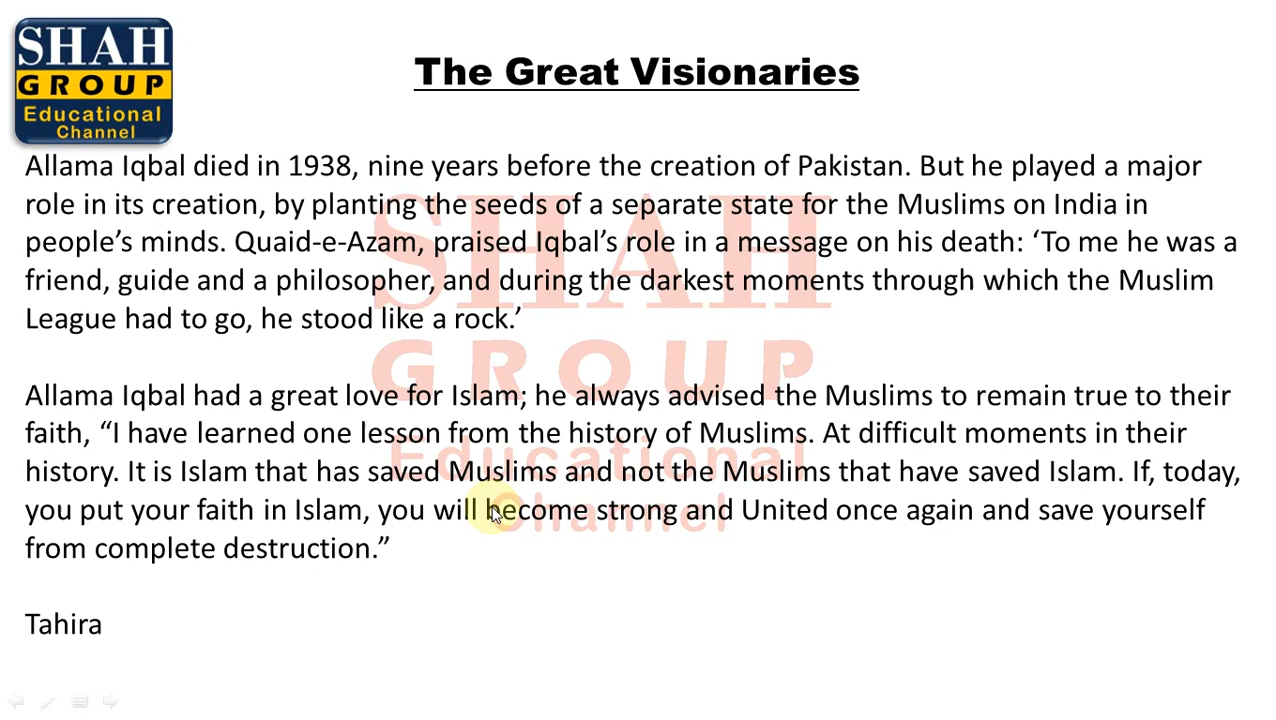 SHAH
GROUP
Educational
Channel
The Great Visionaries
Allama Iqbal died in 1938, nine years before the creation of Pakistan. But he played a major
role in its creation, by planting the seeds of a separate state for the Muslims on India in
people’s minds. Quaid-e-Azam, praised Iqbal’s role in a message on his death: ‘To me he was a
friend, guide and a philosopher, and during the darkest moments through which the Muslim
League had to go, he stood like a rock.’
Allama Iqbal had a great love for Islam; he always advised the Muslims to remain true to their
faith, “I have learned one lesson from the history of Muslims. At difficult moments in their
history. It is Islam that has saved Muslims and not the Muslims that have saved Islam. If, today,
you put your faith in Islam, you will become strong and United once again and save yourself
from complete destruction.”
Tahira
SHAH
GROUP
Educational
Channel